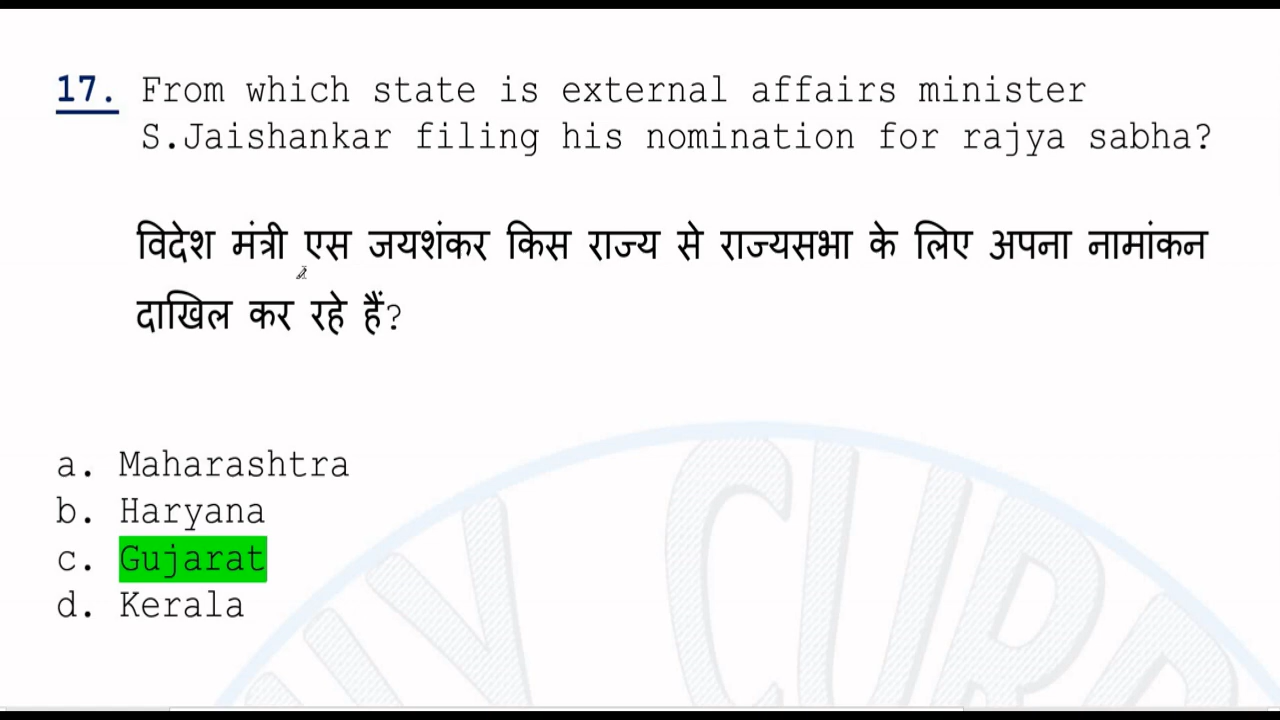 17. From which state is external affairs minister
S.Jaishankar filing his nomination for rajya sabha?
विदेश मंत्री एस जयशंकर किस राज्य से राज्यसभा के लिए अपना नामांकन
दाखिल कर रहे हैं?
a. Maharashtra
b. Haryana
c. Gujarat
d. Kerala